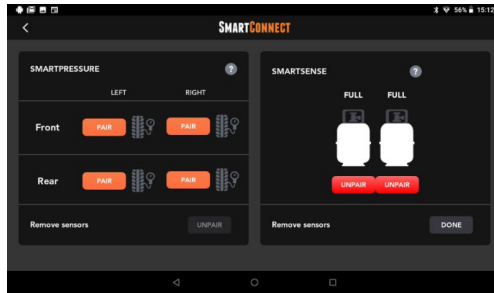 56% 15:12
SMARTCONNECT
SMARTPRESSURE ?
LEFT RIGHT
Front PAIR PAIR
Rear PAIR PAIR
Remove sensors UNPAIR
SMARTSENSE ?
FULL FULL
UNPAIR UNPAIR
Remove sensors DONE